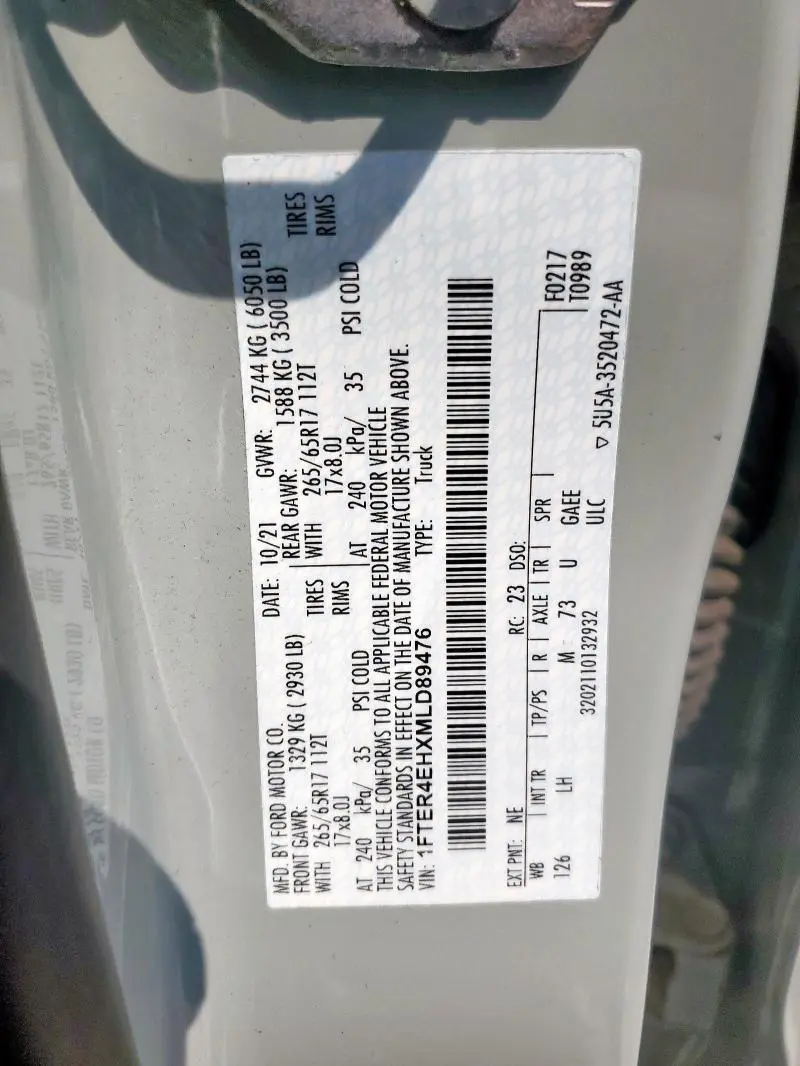 MFD. BY FORD MOTOR CO.
DATE: 10/21 GVWR: 2744 KG ( 6050 LB)
FRONT GAWR: 1329 KG ( 2930 LB) REAR GAWR: 1588 KG ( 3500 LB)
WITH 265/65R17 112T TIRES WITH 265/65R17 112T TIRES
17x8.0J RIMS 17x8.0J RIMS
AT 240 kPa/ 35 PSI COLD AT 240 kPa/ 35 PSI COLD
THIS VEHICLE CONFORMS TO ALL APPLICABLE FEDERAL MOTOR VEHICLE
SAFETY STANDARDS IN EFFECT ON THE DATE OF MANUFACTURE SHOWN ABOVE.
VIN: 1FTER4EHXMLD89476 TYPE: Truck
EXT PNT: NE RC: 23 DSO: F0217
WB INT TR TP/PS R AXLE TR SPR T0989
126 LH M 73 U GAEE
3202110132932 ULC
5U5A-3520472-AA